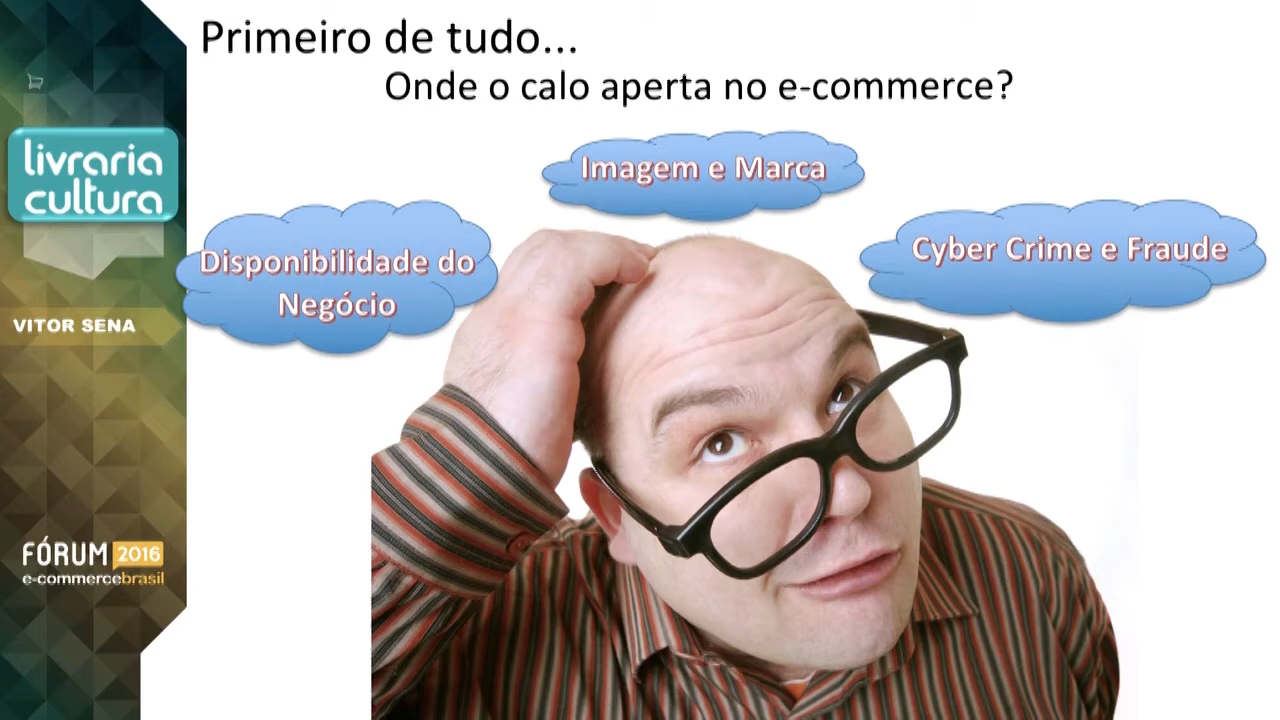 Primeiro de tudo...
Onde o calo aperta no e-commerce?
livraria
cultura
Imagem e Marca
Disponibilidade do
Negócio
Cyber Crime e Fraude
VITOR SENA
FÓRUM 2016
e-commercebrasil